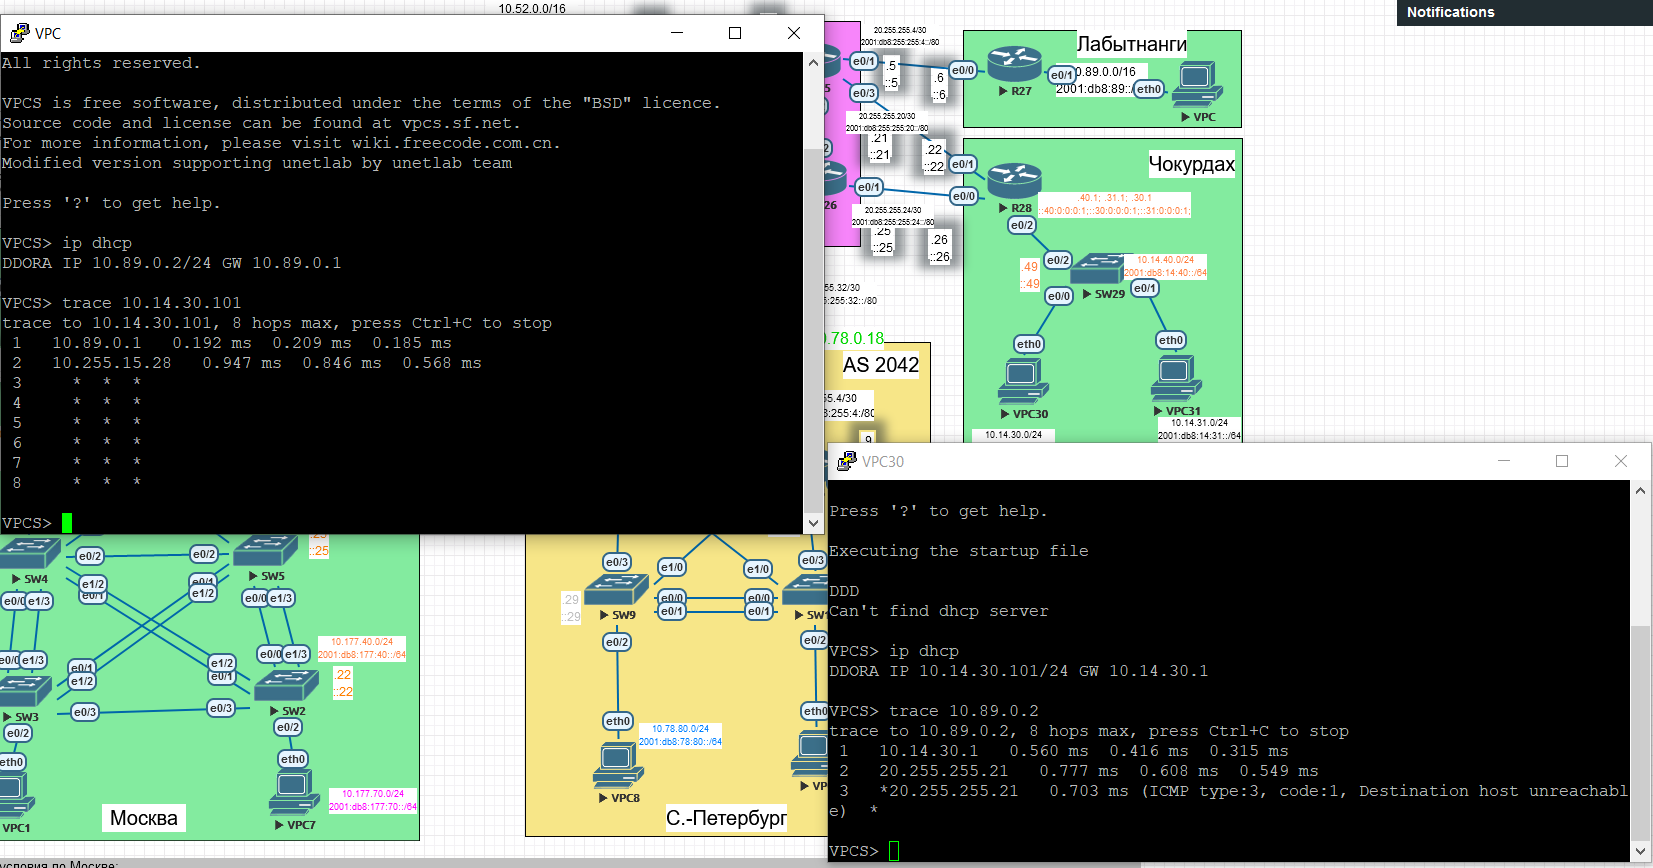 10.52.0.0/16
Notifications
VPC
All rights reserved.
VPCS is free software, distributed under the terms of the "BSD" licence.
Source code and license can be found at vpcs.sf.net.
For more information, please visit wiki.freecode.com.cn.
Modified version supporting unetlab by unetlab team
Press '?' to get help.
VPCS> ip dhcp
DDORA IP 10.89.0.2/24 GW 10.89.0.1
VPCS> trace 10.14.30.101
trace to 10.14.30.101, 8 hops max, press Ctrl+C to stop
1 10.89.0.1 0.192 ms 0.209 ms 0.185 ms
2 10.255.15.28 0.947 ms 0.846 ms 0.568 ms
3 * * *
4 * * *
5 * * *
6 * * *
7 * * *
8 * * *
VPCS>
20.255.255.4/30
2001:db8:255:255:4::/80
e0/1
.5
::5
.6
::6
e0/0
R27
e0/1
0.89.0.0/16
2001:db8:89::/
eth0
VPC
Лабытнанги
5
e0/3
20.255.255.20/30
2001:db8:255:255:20::/80
.21
::21
.22
::22
e0/1
2
e0/1
e0/0
26
20.255.255.24/30
2001:db8:255:255:24::/80
.25
::25
.26
::26
Чокурдах
R28
.40.1; .31.1; .30.1
::40:0:0:0:1;::30:0:0:0:1;::31:0:0:0:1;
e0/2
e0/2
10.14.40.0/24
2001:db8:14:40::/64
.49
::49
SW29
e0/0
e0/1
eth0
eth0
VPC30
VPC31
10.14.30.0/24
10.14.31.0/24
2001:db8:14:31::/64
55.32/30
:255:32::/80
0.78.0.18
AS 2042
55.4/30
8:255:4:/80
9
VPC30
Press '?' to get help.
Executing the startup file
DDD
Can't find dhcp server
VPCS> ip dhcp
DDORA IP 10.14.30.101/24 GW 10.14.30.1
VPCS> trace 10.89.0.2
trace to 10.89.0.2, 8 hops max, press Ctrl+C to stop
1 10.14.30.1 0.560 ms 0.416 ms 0.315 ms
2 20.255.255.21 0.777 ms 0.608 ms 0.549 ms
3 *20.255.255.21 0.703 ms (ICMP type:3, code:1, Destination host unreachabl
e) *
VPCS>
e0/2
e0/2
::25
SW4
SW5
e1/2
e0/1
e0/1
e1/2
e0/0
e1/3
e0/0
e1/3
10.177.40.0/24
2001:db8:177:40::/64
e0/0
e1/3
e0/1
e1/2
e1/2
e0/1
e0/0
e1/3
.22
::22
SW3
e0/3
e0/3
SW2
e0/2
e0/2
eth0
eth0
10.177.70.0/24
2001:db8:177:70::/64
VPC1
Москва
VPC7
e0/3
e1/0
e1/0
e0/3
.29
::29
e0/0
e0/0
e0/1
e0/1
SW9
SW1
e0/2
e0/2
eth0
eth0
10.78.80.0/24
2001:db8:78:80::/64
VPC8
VP
С.-Петербург
условия по Москве: